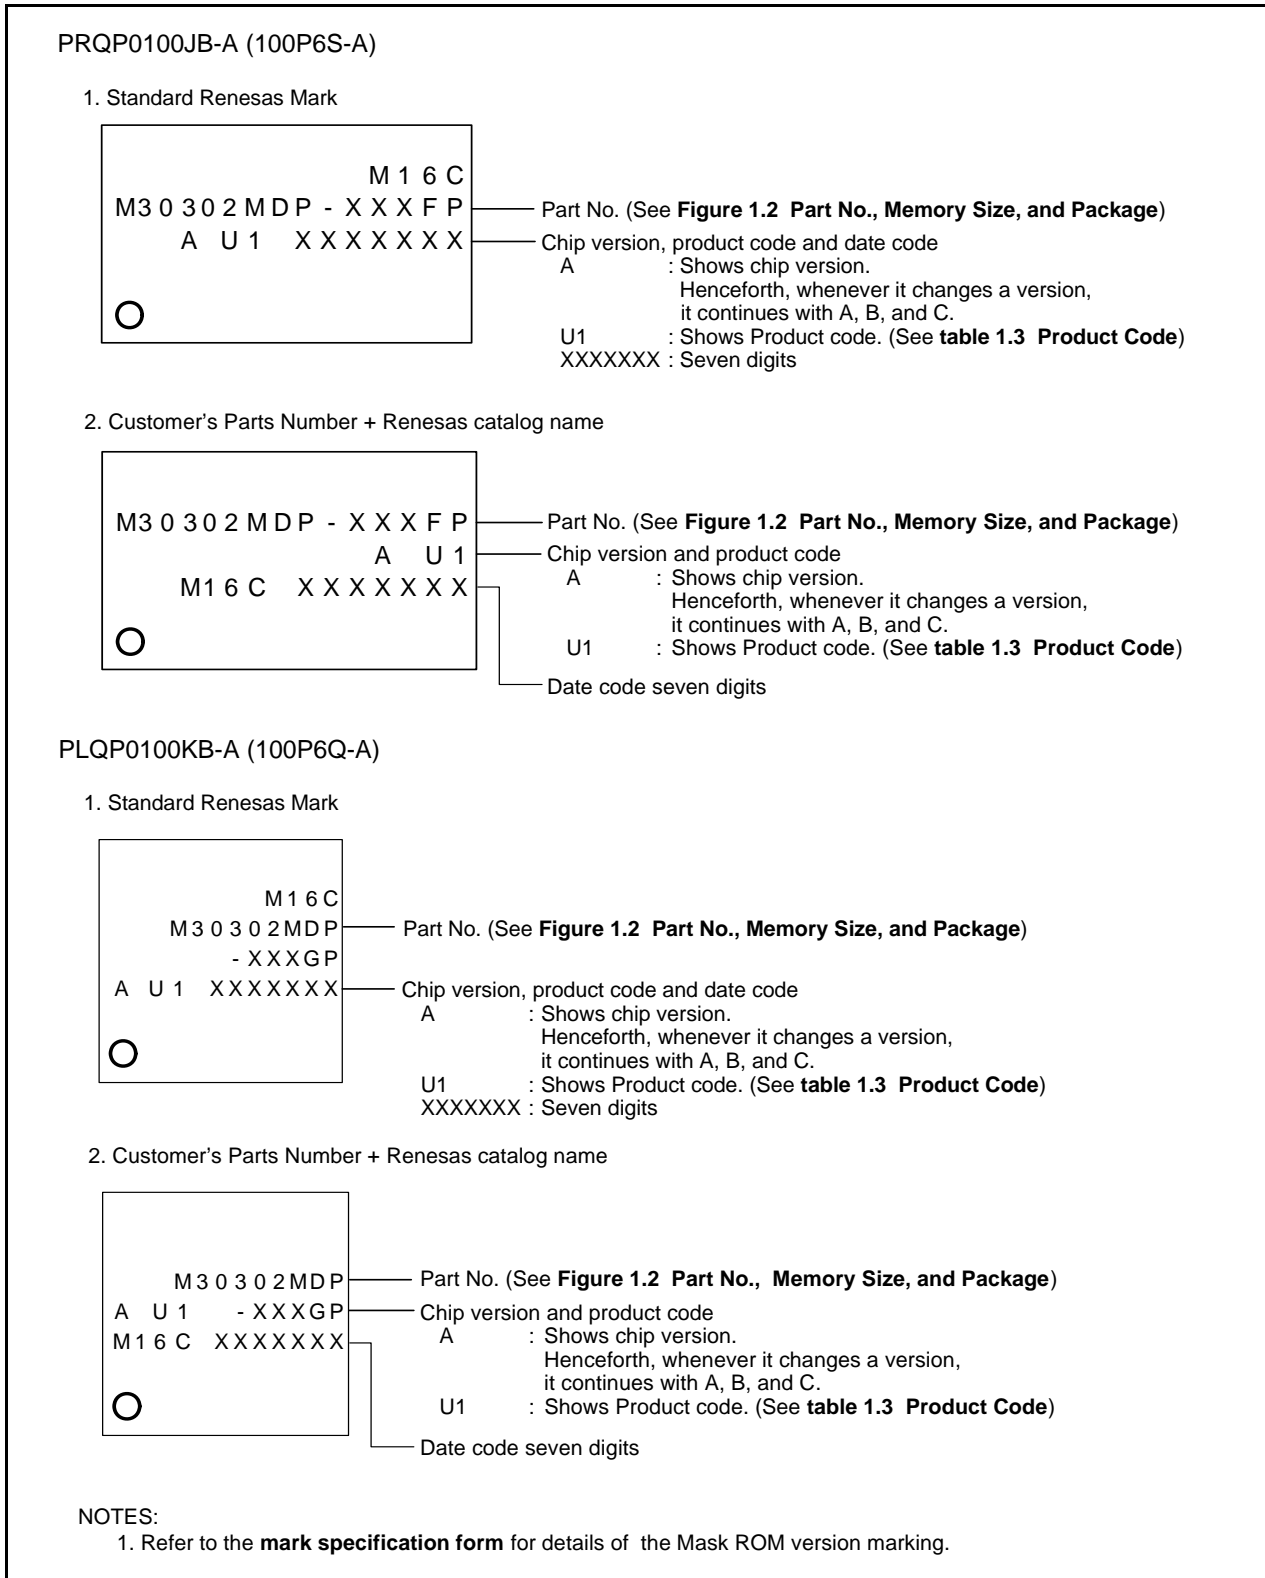 PRQP0100JB-A (100P6S-A)
1. Standard Renesas Mark
M16C
M30302MDP-XXXFP
Part No. (See Figure 1.2 Part No., Memory Size, and Package)
A U1 XXXXXXX
Chip version, product code and date code
A : Shows chip version.
Henceforth, whenever it changes a version,
it continues with A, B, and C.
U1 : Shows Product code. (See table 1.3 Product Code)
XXXXXXX : Seven digits
2. Customer's Parts Number + Renesas catalog name
M30302MDP-XXXFP
Part No. (See Figure 1.2 Part No., Memory Size, and Package)
A U1
Chip version and product code
M16C XXXXXXX
A : Shows chip version.
Henceforth, whenever it changes a version,
it continues with A, B, and C.
U1 : Shows Product code. (See table 1.3 Product Code)
Date code seven digits
PLQP0100KB-A (100P6Q-A)
1. Standard Renesas Mark
M16C
M30302MDP
Part No. (See Figure 1.2 Part No., Memory Size, and Package)
-XXXGP
A U1 XXXXXXX
Chip version, product code and date code
A : Shows chip version.
Henceforth, whenever it changes a version,
it continues with A, B, and C.
U1 : Shows Product code. (See table 1.3 Product Code)
XXXXXXX : Seven digits
2. Customer's Parts Number + Renesas catalog name
M30302MDP
Part No. (See Figure 1.2 Part No., Memory Size, and Package)
A U1 -XXXGP
Chip version and product code
M16C XXXXXXX
A : Shows chip version.
Henceforth, whenever it changes a version,
it continues with A, B, and C.
U1 : Shows Product code. (See table 1.3 Product Code)
Date code seven digits
NOTES:
1. Refer to the mark specification form for details of the Mask ROM version marking.